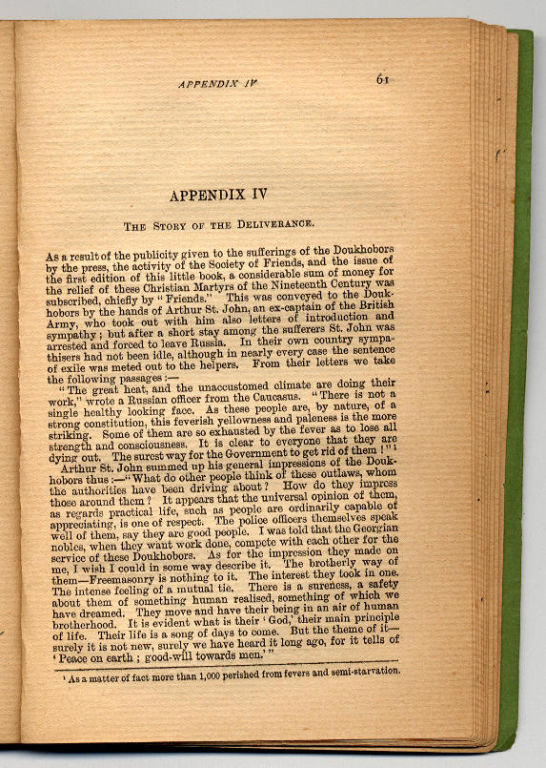 APPENDIX IV 61
APPENDIX IV
THE STORY OF THE DELIVERANCE.
As a result of the publicity given to the sufferings of the Doukhobors
by the press, the activity of the Society of Friends, and the issue of
the first edition of this little book, a considerable sum of money for
the relief of these Christian Martyrs of the Nineteenth Century was
subscribed, chiefly by “ Friends.” This was conveyed to the Douk-
hobors by the hands of Arthur St. John, an ex-captain of the British
Army, who took out with him also letters of introduction and
sympathy ; but after a short stay among the sufferers St. John was
arrested and forced to leave Russia. In their own country sympa-
thisers had not been idle, although in nearly every case the sentence
of exile was meted out to the helpers. From their letters we take
the following passages :—
“ The great heat, and the unaccustomed climate are doing their
work,” wrote a Russian officer from the Caucasus. “ There is not a
single healthy looking face. As these people are, by nature, of a
strong constitution, this feverish yellowness and paleness is the more
striking. Some of them are so exhausted by the fever as to lose all
strength and consciousness. It is clear to everyone that they are
dying out. The surest way for the Government to get rid of them ! ” ¹
Arthur St. John summed up his general impressions of the Douk-
hobors thus :—“ What do other people think of these outlaws, whom
the authorities have been driving about ? How do they impress
those around them ? It appears that the universal opinion of them,
as regards practical life, such as people are ordinarily capable of
appreciating, is one of respect. The police officers themselves speak
well of them, say they are good people. I was told that the Georgian
nobles, when they want work done, compete with each other for the
service of these Doukhobors. As for the impression they made on
me, I wish I could in some way describe it. The brotherly way of
them—Freemasonry is nothing to it. The interest they took in one.
The intense feeling of a mutual tie. There is a sureness, a safety
about them of something human realised, something of which we
have dreamed. They move and have their being in an air of human
brotherhood. It is evident what is their ‘ God,’ their main principle
of life. Their life is a song of days to come. But the theme of it—
surely it is not new, surely we have heard it long ago, for it tells of
‘ Peace on earth ; good-will towards men.’ ”
¹ As a matter of fact more than 1,000 perished from fevers and semi-starvation.